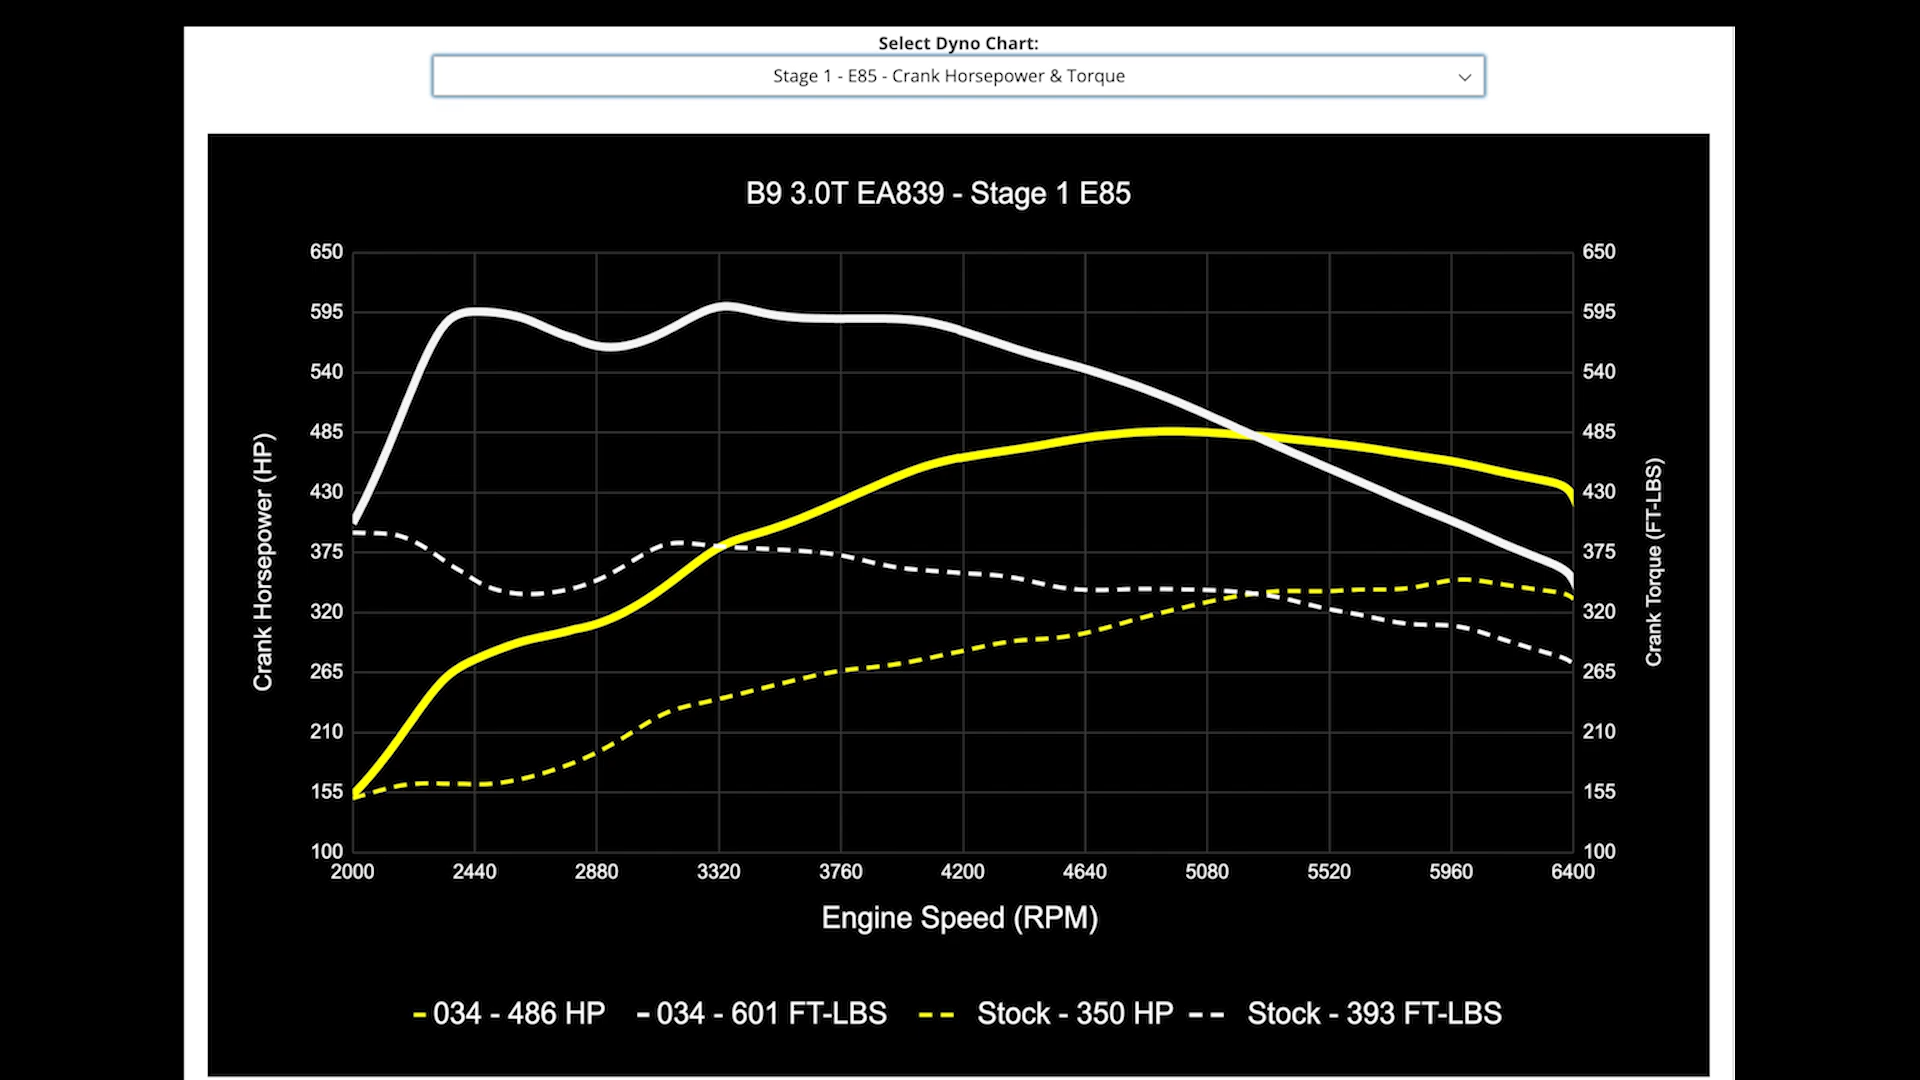 Select Dyno Chart:
Stage 1 - E85 - Crank Horsepower & Torque
B9 3.0T EA839 - Stage 1 E85
650 650
595 595
540 540
485 485
430 430
375 375
320 320
265 265
210 210
155 155
100 100
Crank Horsepower (HP)
Crank Torque (FT-LBS)
2000 2440 2880 3320 3760 4200 4640 5080 5520 5960 6400
Engine Speed (RPM)
034 - 486 HP 034 - 601 FT-LBS Stock - 350 HP Stock - 393 FT-LBS